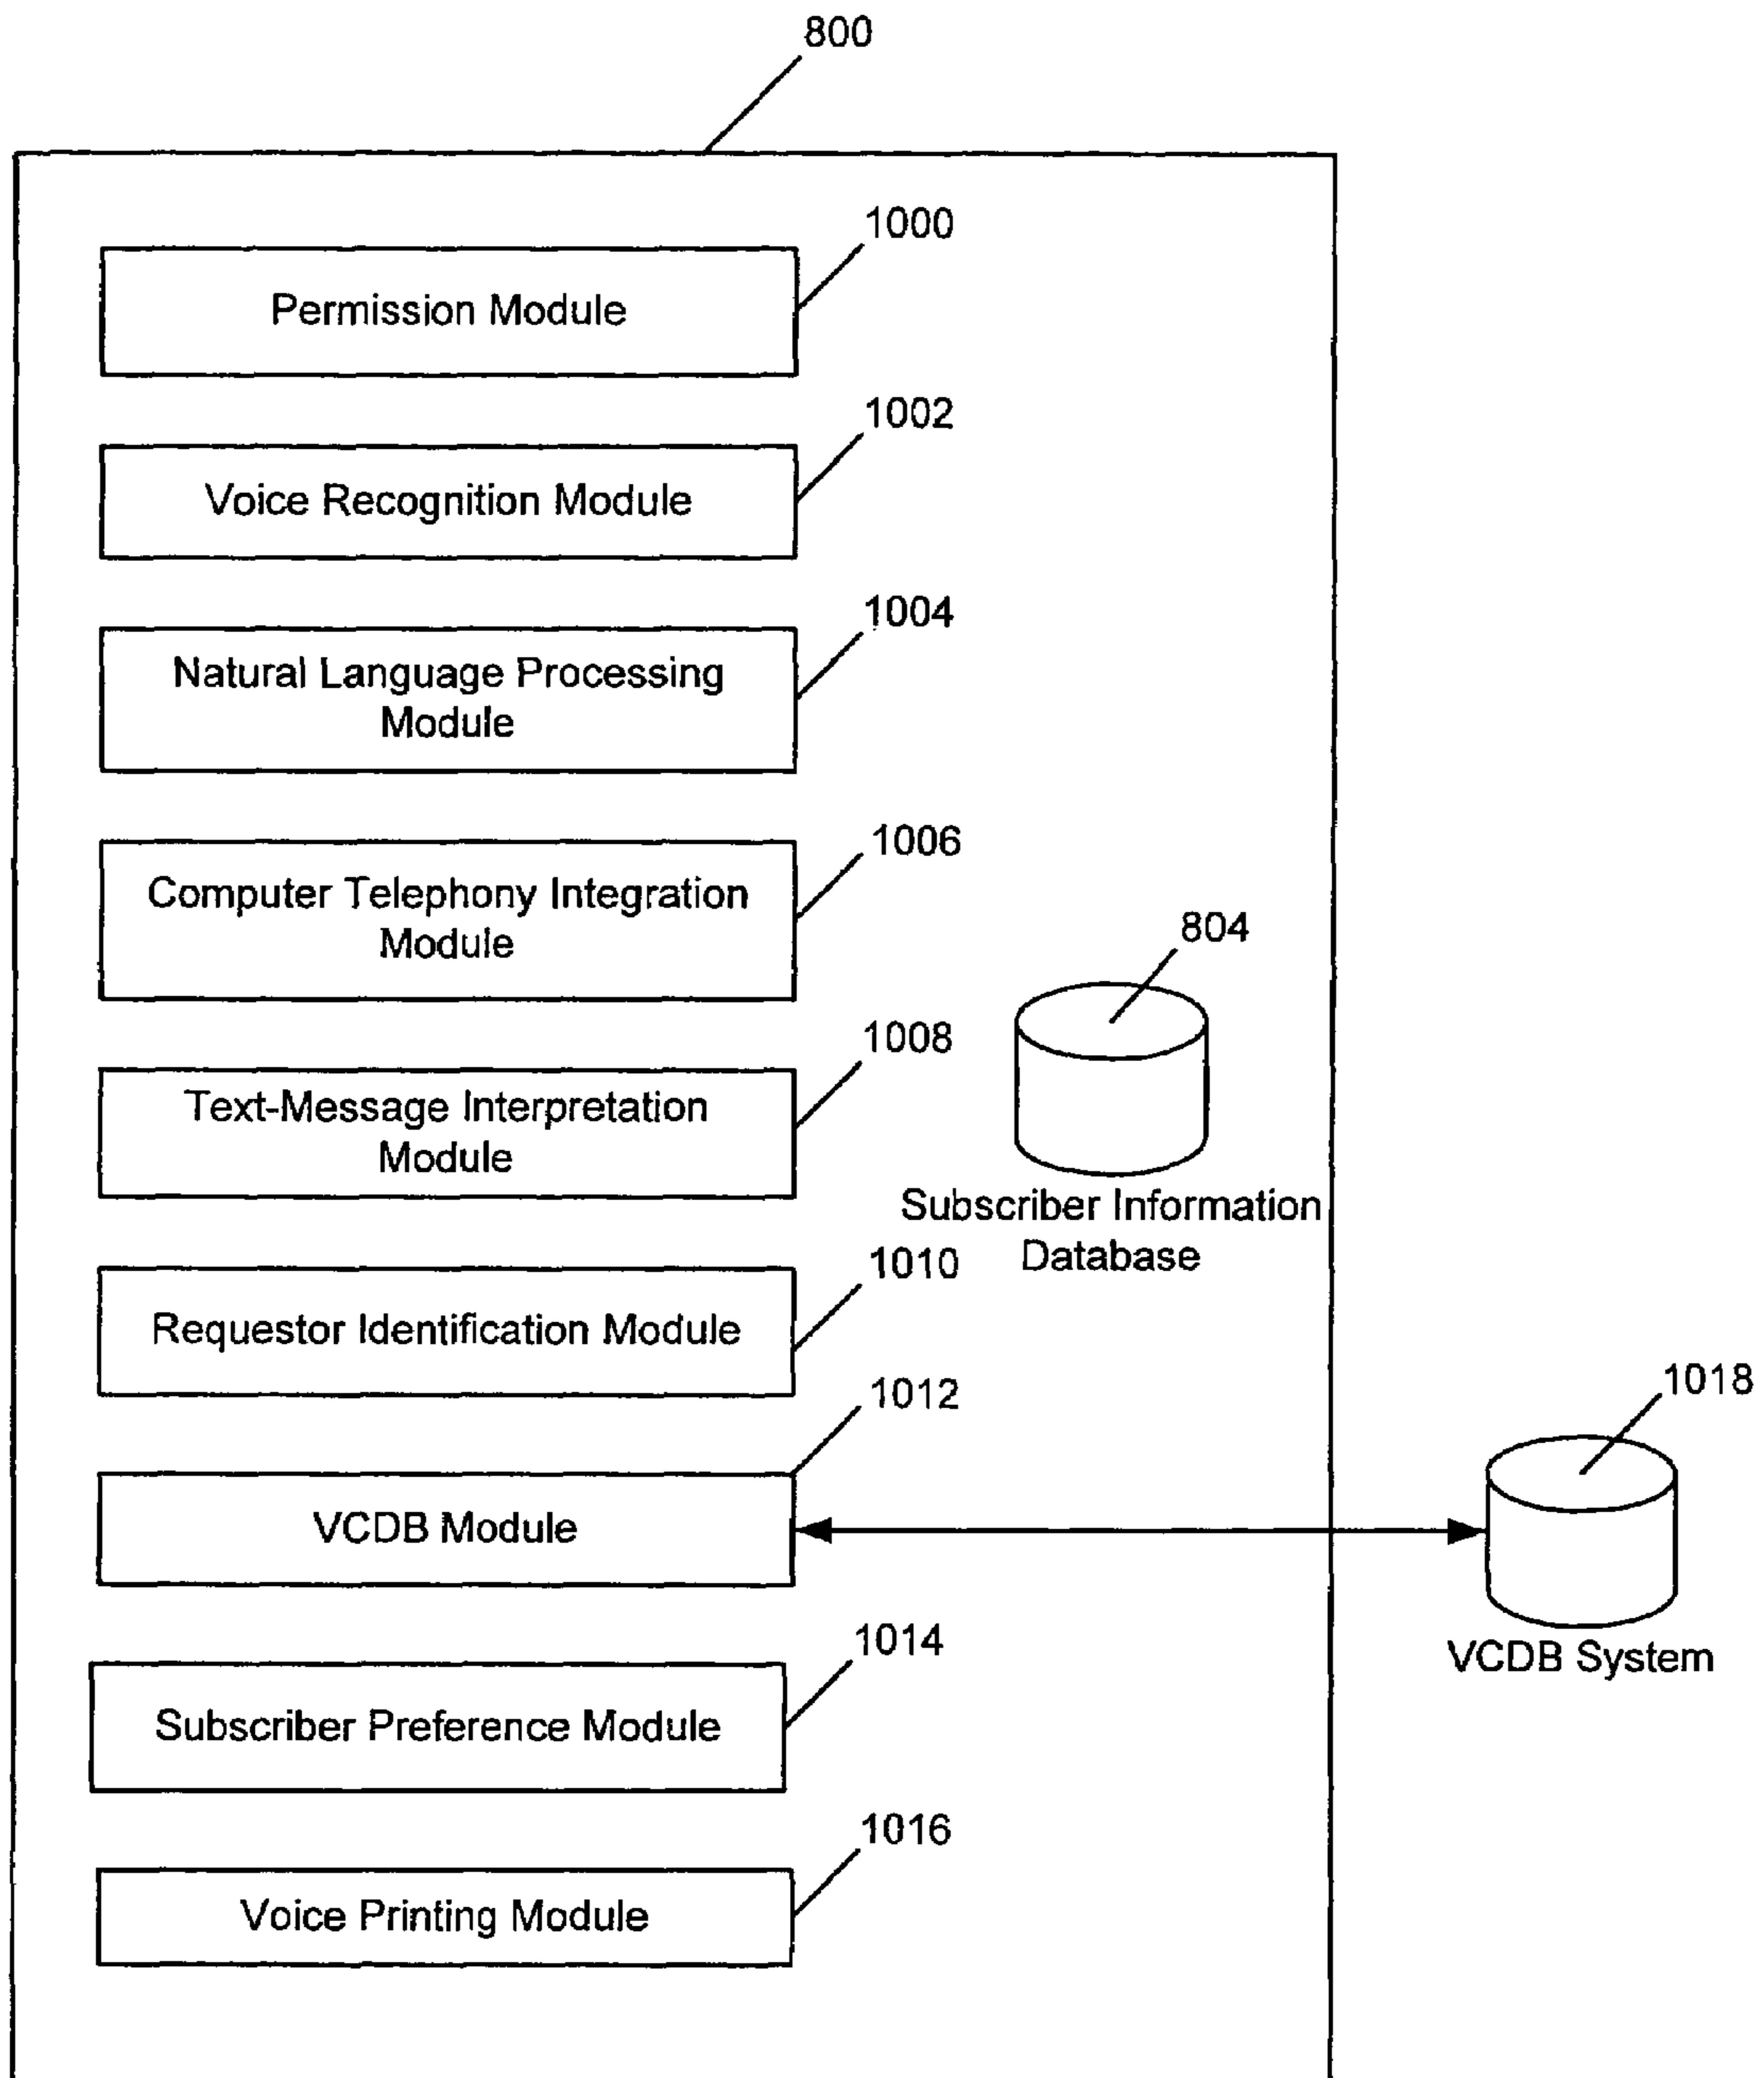 800
1000
Permission Module
1002
Voice Recognition Module
1004
Natural Language Processing
Module
1006
Computer Telephony Integration
Module
804
1008
Text-Message Interpretation
Module
Subscriber Information
Database
1010
Requestor Identification Module
1012
1018
VCDB Module
VCDB System
1014
Subscriber Preference Module
1016
Voice Printing Module